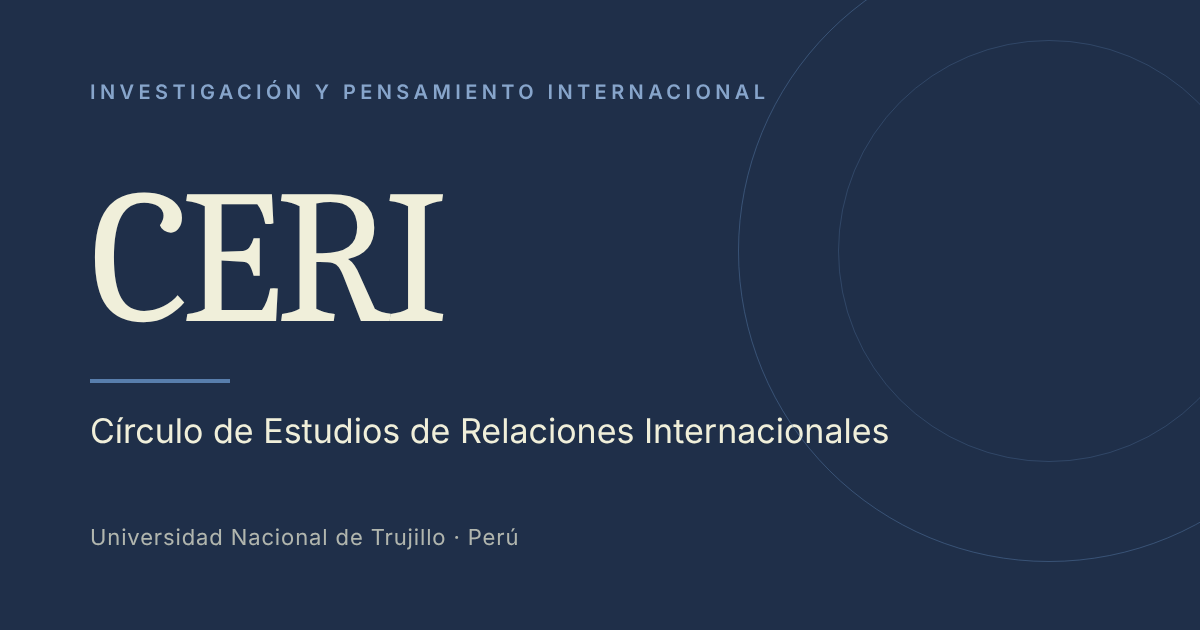 INVESTIGACIÓN Y PENSAMIENTO INTERNACIONAL
CERI
Círculo de Estudios de Relaciones Internacionales
Universidad Nacional de Trujillo · Perú